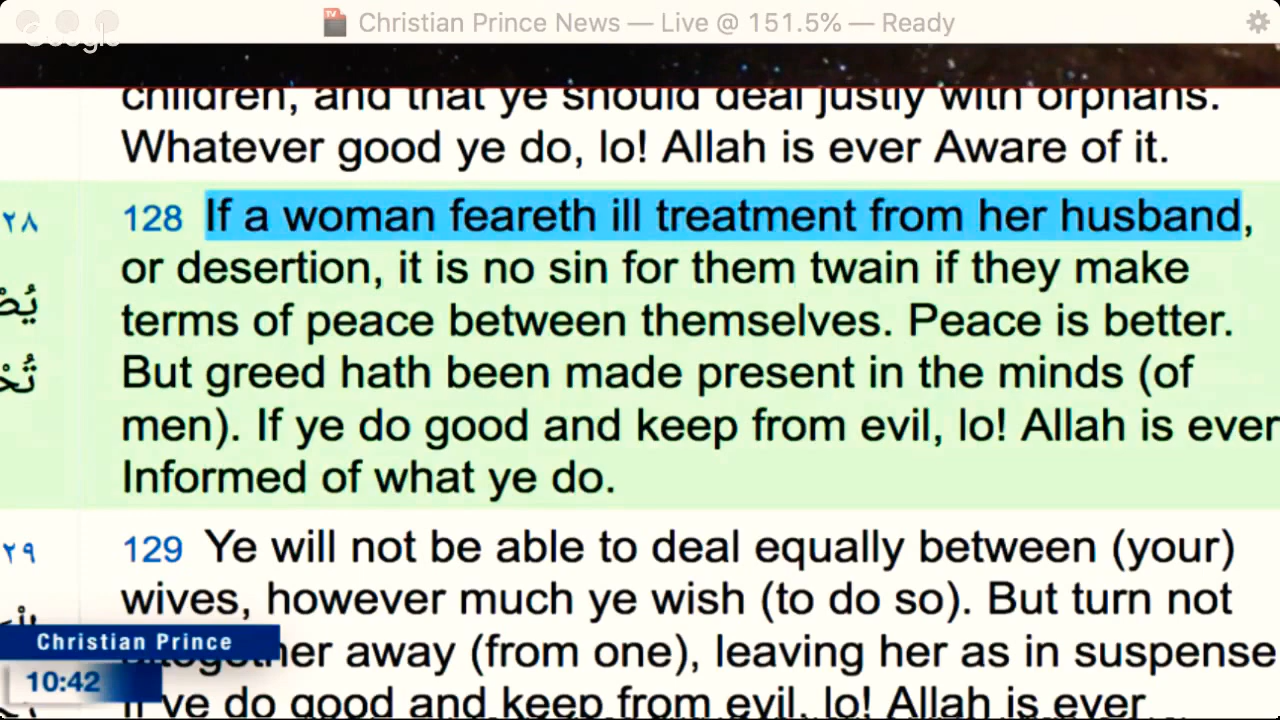 Christian Prince News — Live @ 151.5% — Ready
Google
children, and that ye should deal justly with orphans.
Whatever good ye do, lo! Allah is ever Aware of it.
٢٨ 128 If a woman feareth ill treatment from her husband,
or desertion, it is no sin for them twain if they make
terms of peace between themselves. Peace is better.
But greed hath been made present in the minds (of
men). If ye do good and keep from evil, lo! Allah is ever
Informed of what ye do.
٢٩ 129 Ye will not be able to deal equally between (your)
wives, however much ye wish (to do so). But turn not
Christian Prince
altogether away (from one), leaving her as in suspense
10:42
If ye do good and keep from evil, lo! Allah is ever